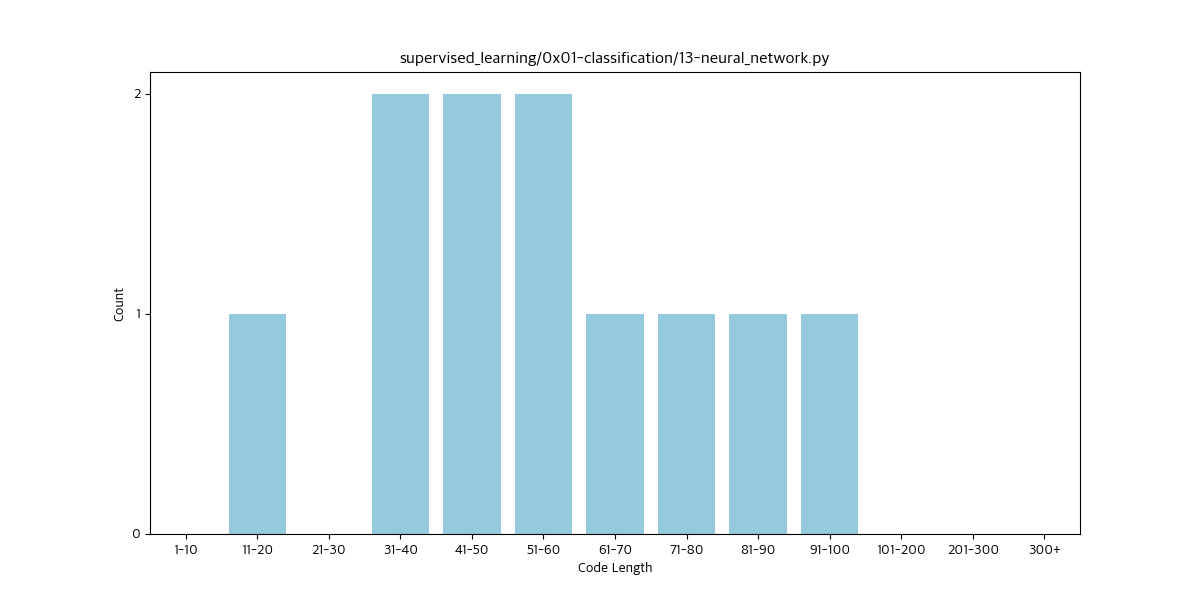 supervised_learning/0x01-classification/13-neural_network.py
2
1
0
Count
1-10 11-20 21-30 31-40 41-50 51-60 61-70 71-80 81-90 91-100 101-200 201-300 300+
Code Length